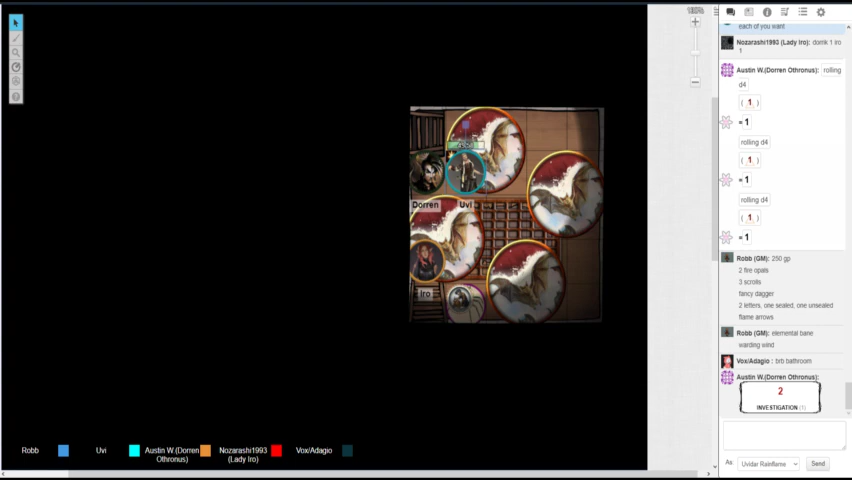 each of you want
Nozarashi1993 (Lady Iro): domk 1 iro
1
Austin W.(Dorren Othronus): rolling
d4
( 1 )
= 1
rolling d4
( 1 )
= 1
rolling d4
( 1 )
= 1
Robb (GM): 250 gp
2 fire opals
3 scrolls
fancy dagger
2 letters, one sealed, one unsealed
flame arrows
Robb (GM): elemental bane
warding wind
Vox/Adagio : brb bathroom
Austin W.(Dorren Othronus):
2
INVESTIGATION (1)
Dorren
Uvi
Iro
Robb
Uvi
Austin W.(Dorren
Othronus)
Nozarashi1993
(Lady Iro)
Vox/Adagio
As:
Uvidar Rainflame
Send